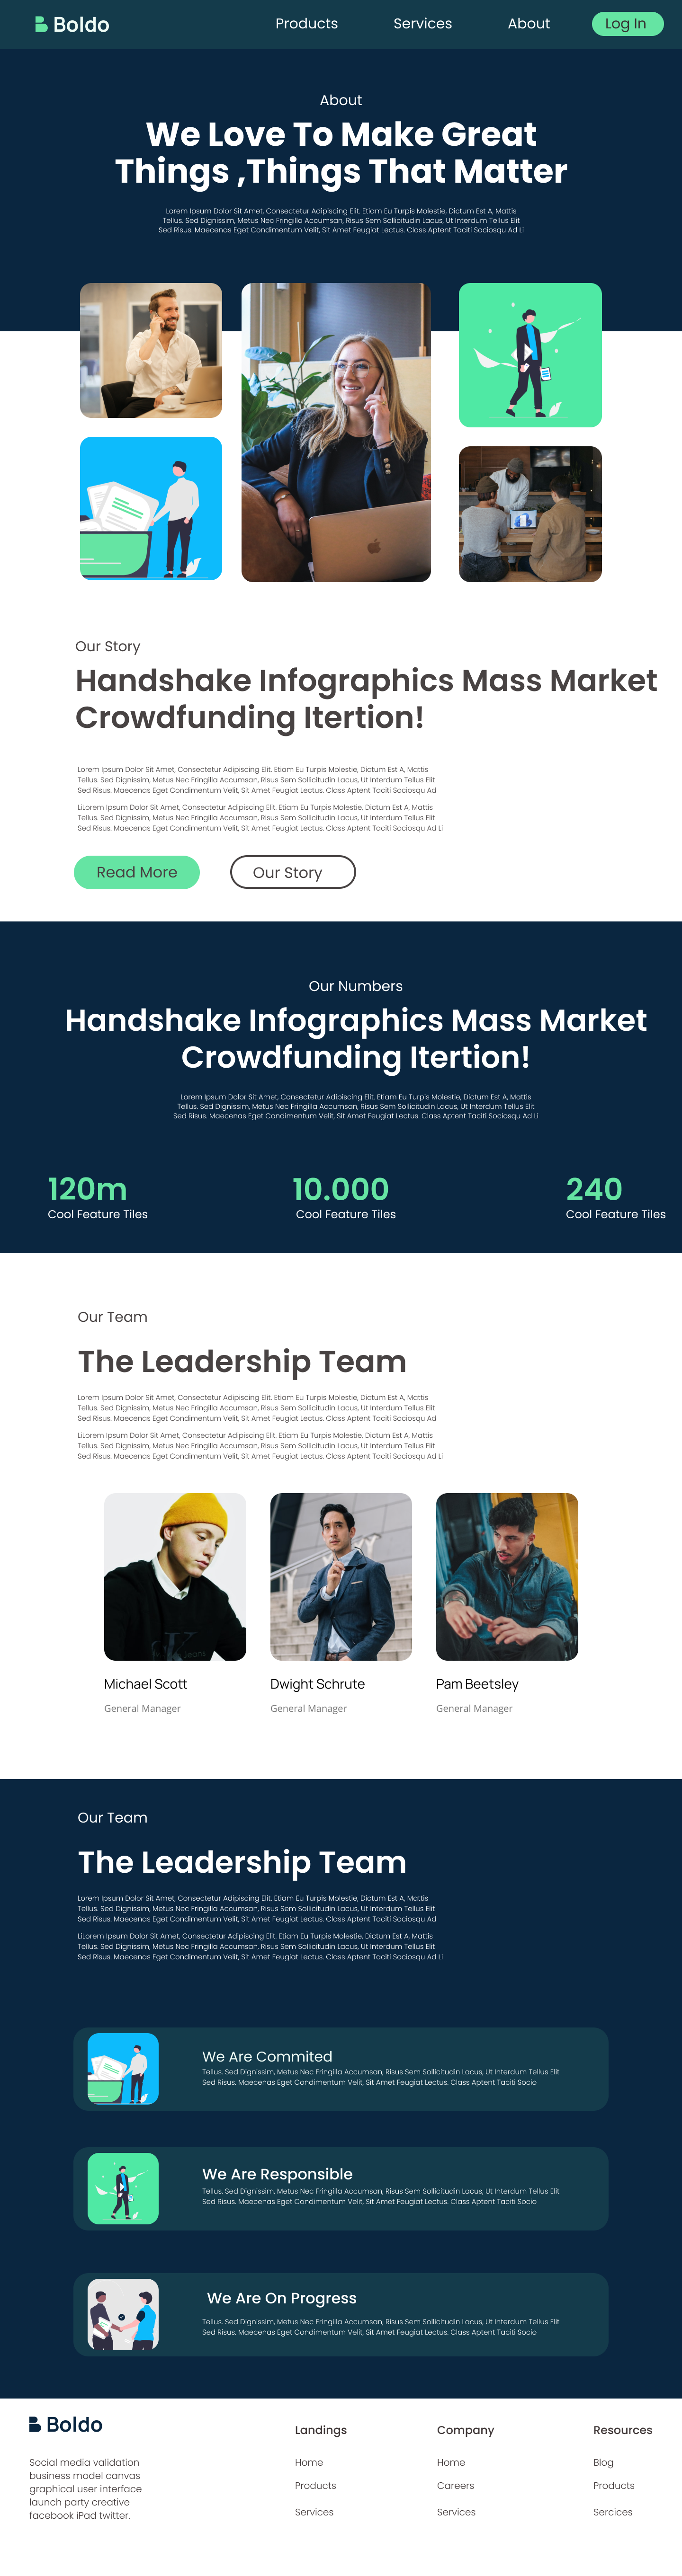 Boldo
Products
Services
About
Log In
About
We Love To Make Great
Things ,Things That Matter
Lorem Ipsum Dolor Sit Amet, Consectetur Adipiscing Elit. Etiam Eu Turpis Molestie, Dictum Est A, Mattis
Tellus. Sed Dignissim, Metus Nec Fringilla Accumsan, Risus Sem Sollicitudin Lacus, Ut Interdum Tellus Elit
Sed Risus. Maecenas Eget Condimentum Velit, Sit Amet Feugiat Lectus. Class Aptent Taciti Sociosqu Ad Li
Our Story
Handshake Infographics Mass Market
Crowdfunding Itertion!
Lorem Ipsum Dolor Sit Amet, Consectetur Adipiscing Elit. Etiam Eu Turpis Molestie, Dictum Est A, Mattis
Tellus. Sed Dignissim, Metus Nec Fringilla Accumsan, Risus Sem Sollicitudin Lacus, Ut Interdum Tellus Elit
Sed Risus. Maecenas Eget Condimentum Velit, Sit Amet Feugiat Lectus. Class Aptent Taciti Sociosqu Ad
LiLorem Ipsum Dolor Sit Amet, Consectetur Adipiscing Elit. Etiam Eu Turpis Molestie, Dictum Est A, Mattis
Tellus. Sed Dignissim, Metus Nec Fringilla Accumsan, Risus Sem Sollicitudin Lacus, Ut Interdum Tellus Elit
Sed Risus. Maecenas Eget Condimentum Velit, Sit Amet Feugiat Lectus. Class Aptent Taciti Sociosqu Ad Li
Read More
Our Story
Our Numbers
Handshake Infographics Mass Market
Crowdfunding Itertion!
Lorem Ipsum Dolor Sit Amet, Consectetur Adipiscing Elit. Etiam Eu Turpis Molestie, Dictum Est A, Mattis
Tellus. Sed Dignissim, Metus Nec Fringilla Accumsan, Risus Sem Sollicitudin Lacus, Ut Interdum Tellus Elit
Sed Risus. Maecenas Eget Condimentum Velit, Sit Amet Feugiat Lectus. Class Aptent Taciti Sociosqu Ad Li
120m
Cool Feature Tiles
10.000
Cool Feature Tiles
240
Cool Feature Tiles
Our Team
The Leadership Team
Lorem Ipsum Dolor Sit Amet, Consectetur Adipiscing Elit. Etiam Eu Turpis Molestie, Dictum Est A, Mattis
Tellus. Sed Dignissim, Metus Nec Fringilla Accumsan, Risus Sem Sollicitudin Lacus, Ut Interdum Tellus Elit
Sed Risus. Maecenas Eget Condimentum Velit, Sit Amet Feugiat Lectus. Class Aptent Taciti Sociosqu Ad
LiLorem Ipsum Dolor Sit Amet, Consectetur Adipiscing Elit. Etiam Eu Turpis Molestie, Dictum Est A, Mattis
Tellus. Sed Dignissim, Metus Nec Fringilla Accumsan, Risus Sem Sollicitudin Lacus, Ut Interdum Tellus Elit
Sed Risus. Maecenas Eget Condimentum Velit, Sit Amet Feugiat Lectus. Class Aptent Taciti Sociosqu Ad Li
Michael Scott
General Manager
Dwight Schrute
General Manager
Pam Beetsley
General Manager
Our Team
The Leadership Team
Lorem Ipsum Dolor Sit Amet, Consectetur Adipiscing Elit. Etiam Eu Turpis Molestie, Dictum Est A, Mattis
Tellus. Sed Dignissim, Metus Nec Fringilla Accumsan, Risus Sem Sollicitudin Lacus, Ut Interdum Tellus Elit
Sed Risus. Maecenas Eget Condimentum Velit, Sit Amet Feugiat Lectus. Class Aptent Taciti Sociosqu Ad
LiLorem Ipsum Dolor Sit Amet, Consectetur Adipiscing Elit. Etiam Eu Turpis Molestie, Dictum Est A, Mattis
Tellus. Sed Dignissim, Metus Nec Fringilla Accumsan, Risus Sem Sollicitudin Lacus, Ut Interdum Tellus Elit
Sed Risus. Maecenas Eget Condimentum Velit, Sit Amet Feugiat Lectus. Class Aptent Taciti Sociosqu Ad Li
We Are Commited
Tellus. Sed Dignissim, Metus Nec Fringilla Accumsan, Risus Sem Sollicitudin Lacus, Ut Interdum Tellus Elit
Sed Risus. Maecenas Eget Condimentum Velit, Sit Amet Feugiat Lectus. Class Aptent Taciti Socio
We Are Responsible
Tellus. Sed Dignissim, Metus Nec Fringilla Accumsan, Risus Sem Sollicitudin Lacus, Ut Interdum Tellus Elit
Sed Risus. Maecenas Eget Condimentum Velit, Sit Amet Feugiat Lectus. Class Aptent Taciti Socio
We Are On Progress
Tellus. Sed Dignissim, Metus Nec Fringilla Accumsan, Risus Sem Sollicitudin Lacus, Ut Interdum Tellus Elit
Sed Risus. Maecenas Eget Condimentum Velit, Sit Amet Feugiat Lectus. Class Aptent Taciti Socio
Boldo
Social media validation
business model canvas
graphical user interface
launch party creative
facebook iPad twitter.
Landings
Home
Products
Services
Company
Home
Careers
Services
Resources
Blog
Products
Sercices